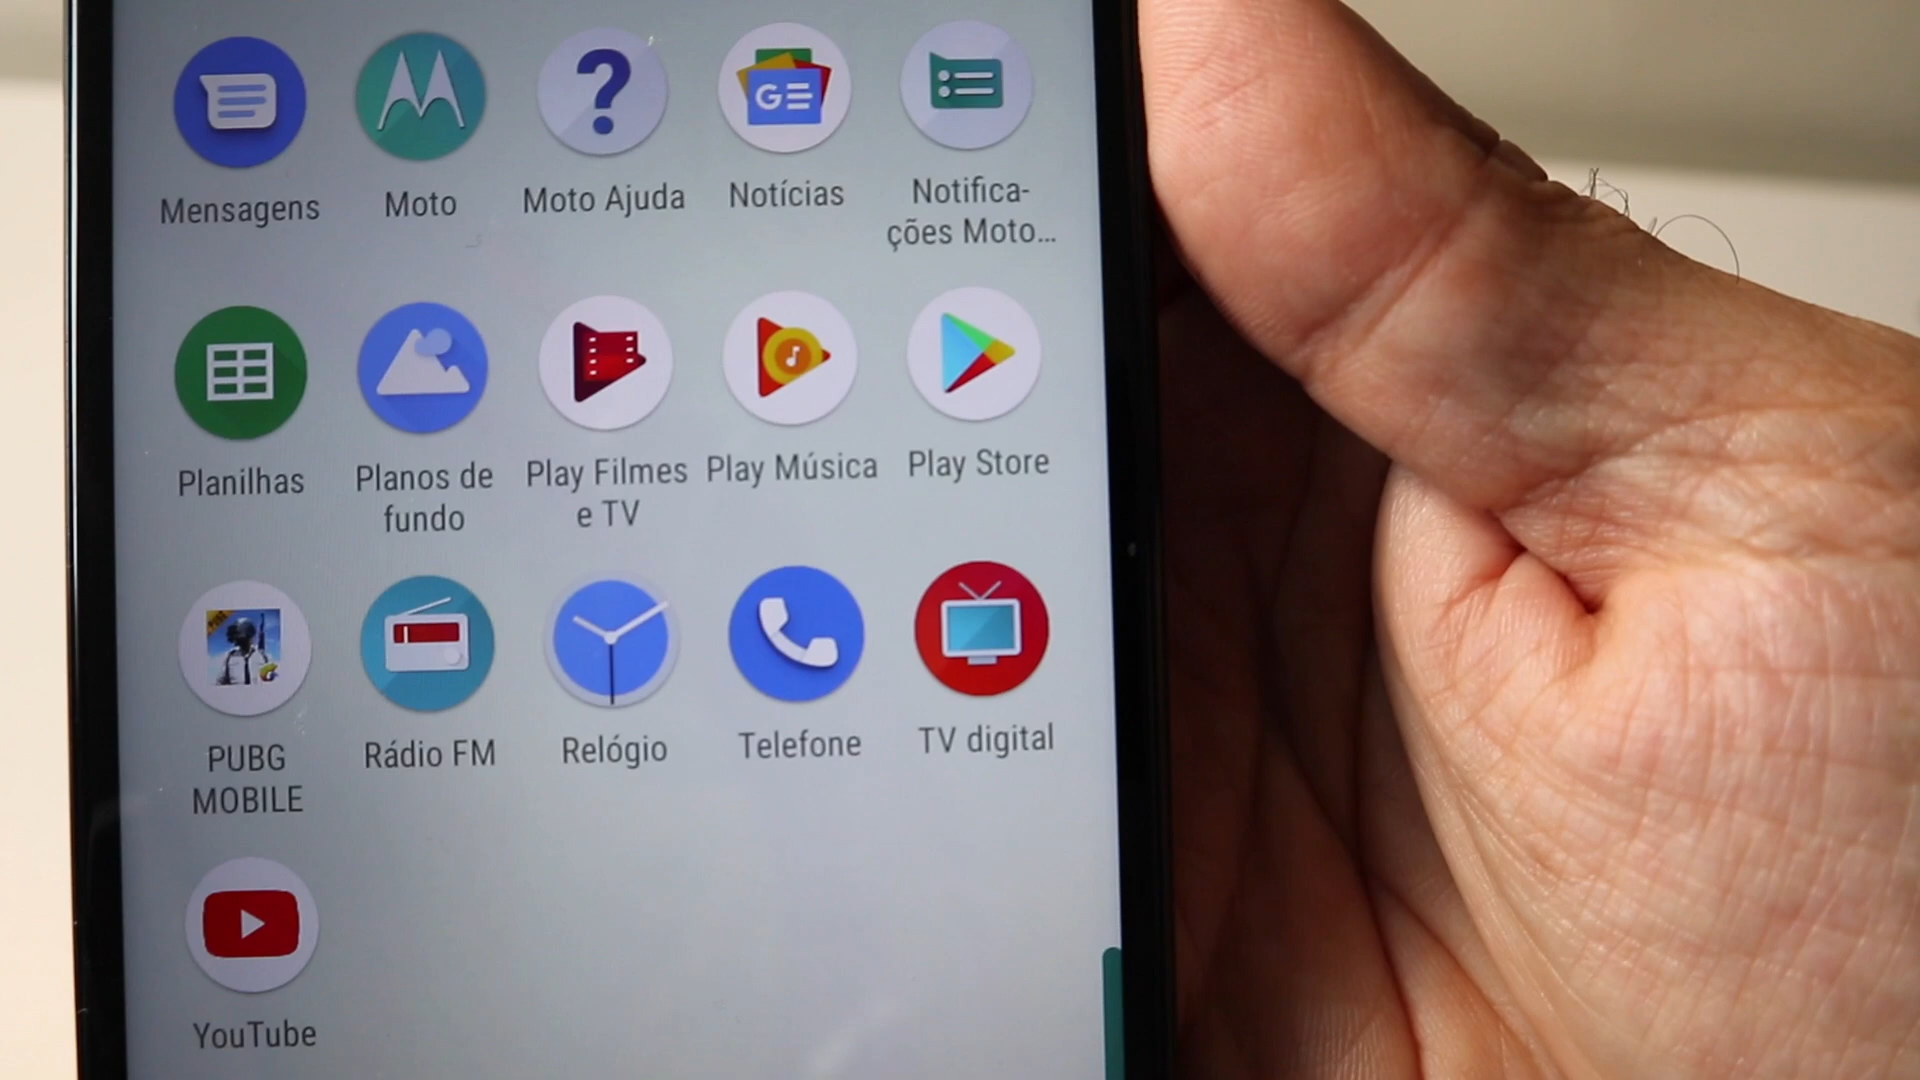 Mensagens
Moto
Moto Ajuda
Notícias
Notifica-
ções Moto...
GE
Planilhas
Planos de
fundo
Play Filmes
e TV
Play Música
Play Store
PUBG
MOBILE
Rádio FM
Relógio
Telefone
TV digital
YouTube